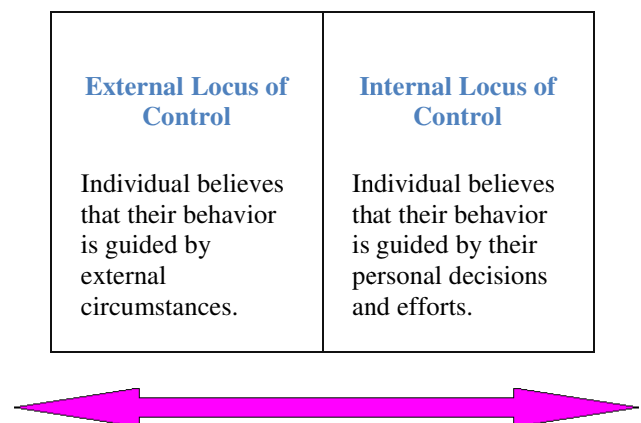 External Locus of
Control
Individual believes
that their behavior
is guided by
external
circumstances.
Internal Locus of
Control
Individual believes
that their behavior
is guided by their
personal decisions
and efforts.